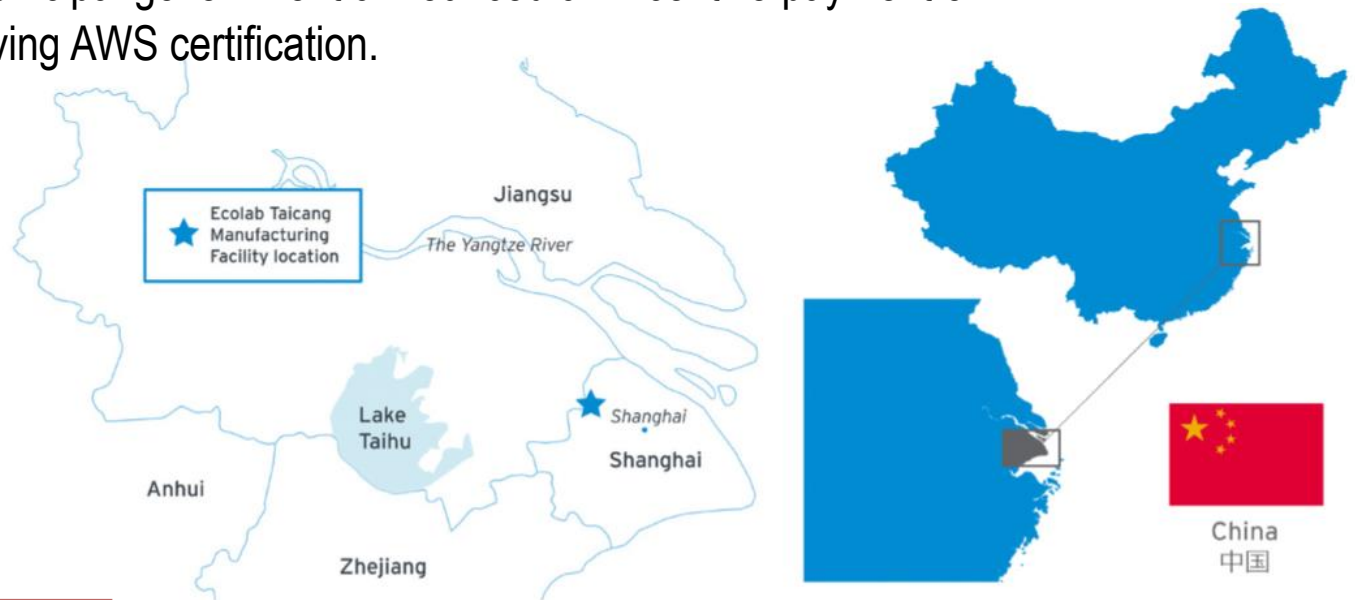 ving AWS certification.
Jiangsu
Ecolab Taicang
Manufacturing
Facility location
The Yangtze River
Lake
Taihu
Shanghai
Shanghai
Anhui
Zhejiang
China
中国